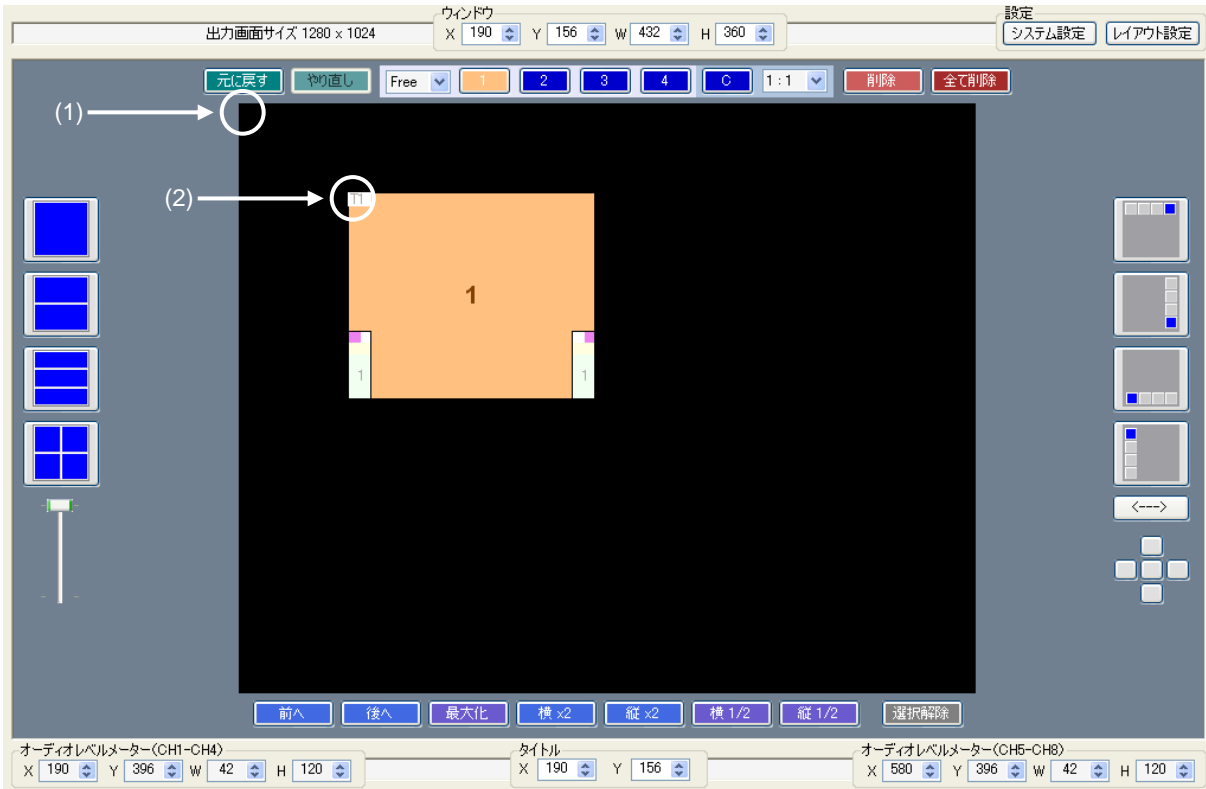 ウィンドウ
設定
出力画面サイズ 1280 x 1024
X 190 Y 156 W 432 H 360
システム設定 レイアウト設定
元に戻す やり直し Free 1 2 3 4 C 1:1 削除 全て削除
(1)
(2)
T1
1
1 1
<--->
前へ 後へ 最大化 横 x2 縦 x2 横 1/2 縦 1/2 選択解除
オーディオレベルメーター(CH1-CH4) タイトル オーディオレベルメーター(CH5-CH8)
X 190 Y 396 W 42 H 120 X 190 Y 156 X 580 Y 396 W 42 H 120